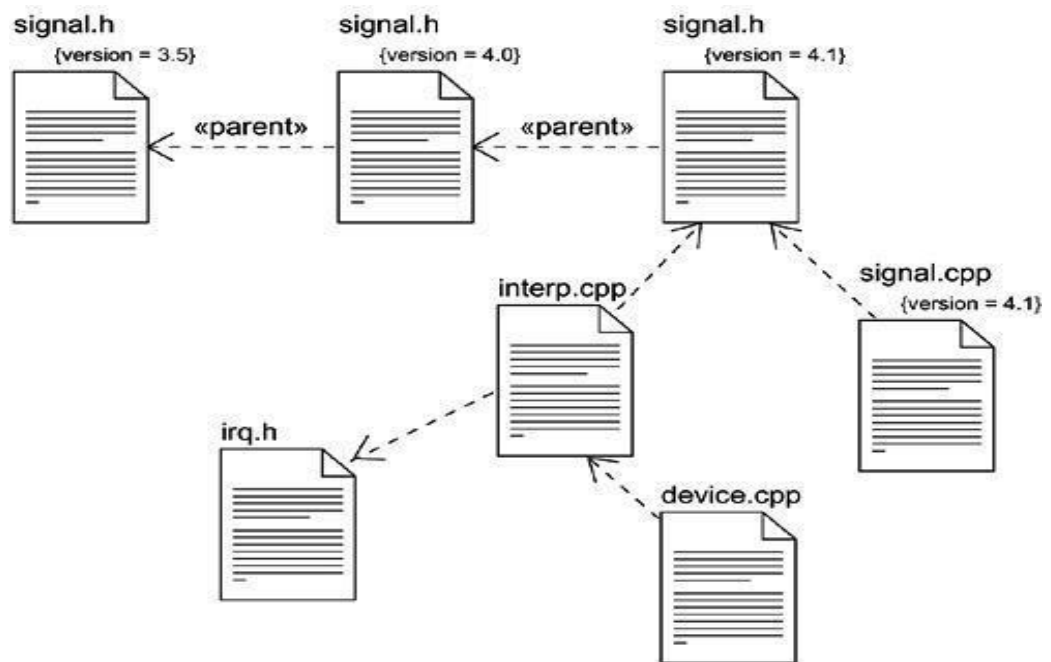 signal.h
{version = 3.5}
signal.h
{version = 4.0}
signal.h
{version = 4.1}
«parent»
«parent»
interp.cpp
signal.cpp
{version = 4.1}
irq.h
device.cpp